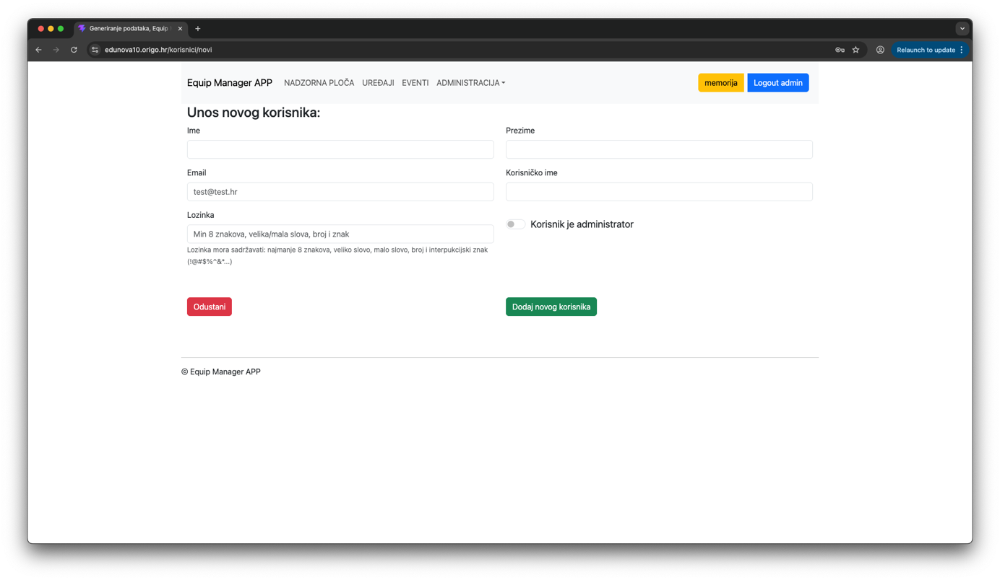 Generiranje podataka, Equip
edunova10.origo.hr/korisnici/novi
Relaunch to update
Equip Manager APP
NADZORNA PLOČA
UREĐAJI
EVENTI
ADMINISTRACIJA
memorija
Logout admin
Unos novog korisnika:
Ime
Prezime
Email
Korisničko ime
test@test.hr
Lozinka
Korisnik je administrator
Min 8 znakova, velika/mala slova, broj i znak
Lozinka mora sadržavati: najmanje 8 znakova, veliko slovo, malo slovo, broj i interpukcijski znak
(!@#$%^&*...)
Odustani
Dodaj novog korisnika
© Equip Manager APP